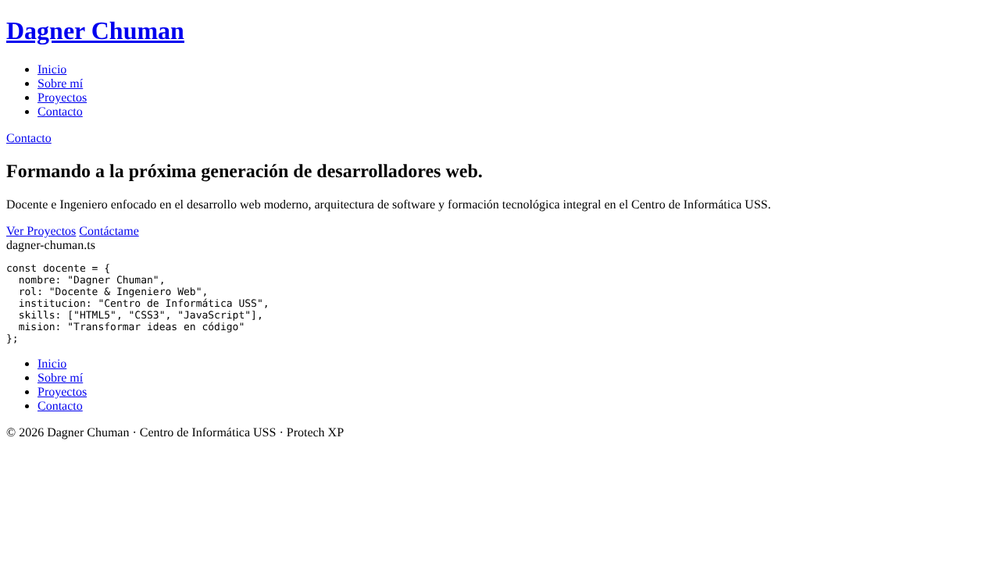 Dagner Chuman
Inicio
Sobre mí
Proyectos
Contacto
Contacto
Formando a la próxima generación de desarrolladores web.
Docente e Ingeniero enfocado en el desarrollo web moderno, arquitectura de software y formación tecnológica integral en el Centro de Informática USS.
Ver Proyectos Contáctame
dagner-chuman.ts
const docente = {
  nombre: "Dagner Chuman",
  rol: "Docente & Ingeniero Web",
  institucion: "Centro de Informática USS",
  skills: ["HTML5", "CSS3", "JavaScript"],
  mision: "Transformar ideas en código"
};
Inicio
Sobre mí
Proyectos
Contacto
© 2026 Dagner Chuman · Centro de Informática USS · Protech XP